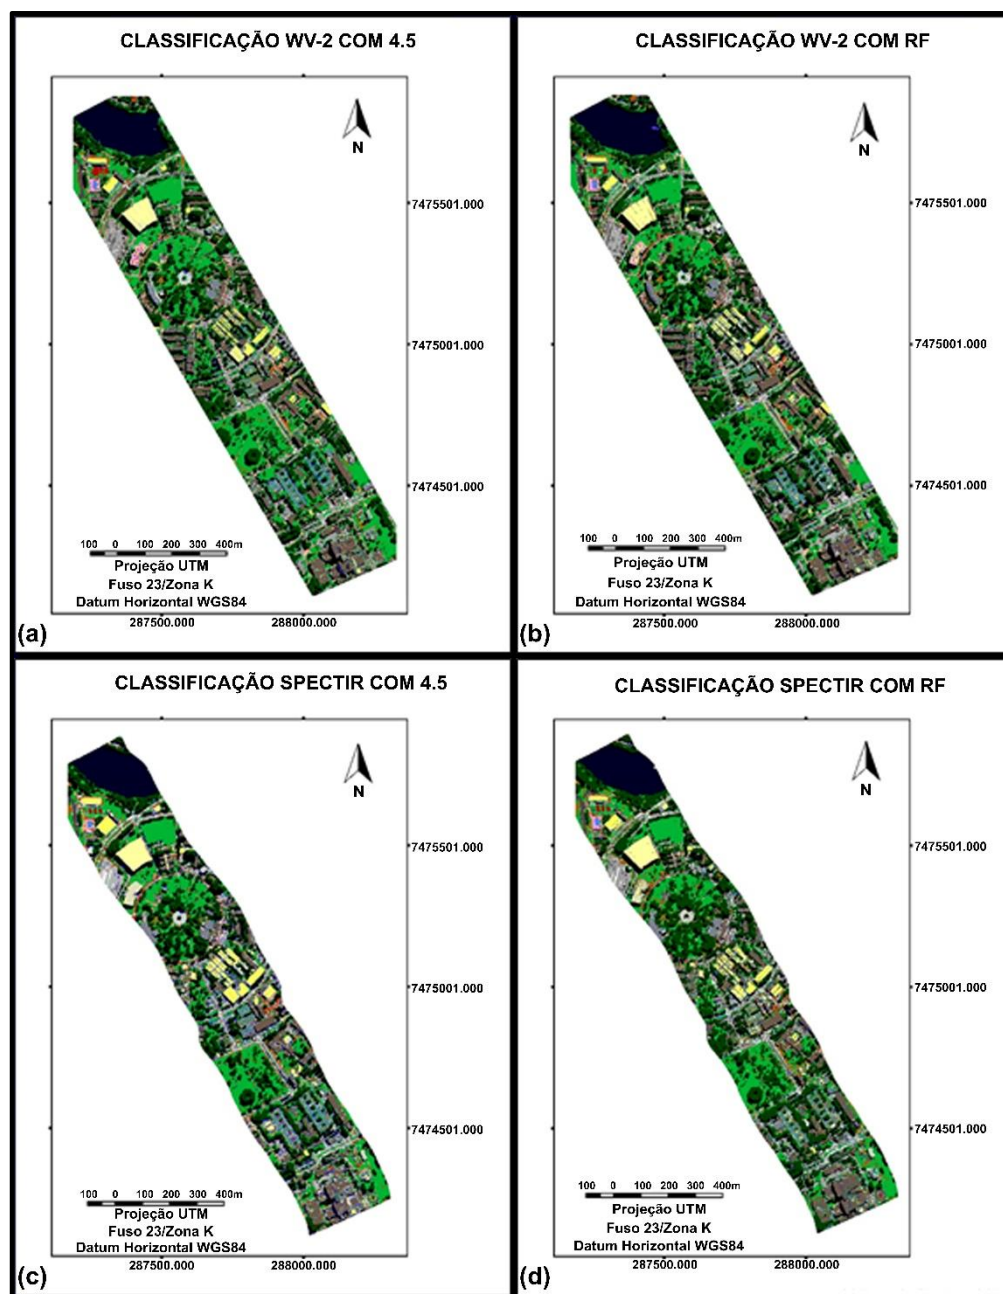 CLASSIFICAÇÃO WV-2 COM 4.5
N
7475501.000
7475001.000
7474501.000
100 0 100 200 300 400m
Projeção UTM
Fuso 23/Zona K
Datum Horizontal WGS84
(a)
287500.000 288000.000
CLASSIFICAÇÃO WV-2 COM RF
N
7475501.000
7475001.000
7474501.000
100 0 100 200 300 400m
Projeção UTM
Fuso 23/Zona K
Datum Horizontal WGS84
(b)
287500.000 288000.000
CLASSIFICAÇÃO SPECTIR COM 4.5
N
7475501.000
7475001.000
7474501.000
100 0 100 200 300 400m
Projeção UTM
Fuso 23/Zona K
Datum Horizontal WGS84
(c)
287500.000 288000.000
CLASSIFICAÇÃO SPECTIR COM RF
N
7475501.000
7475001.000
7474501.000
100 0 100 200 300 400m
Projeção UTM
Fuso 23/Zona K
Datum Horizontal WGS84
(d)
287500.000 288000.000